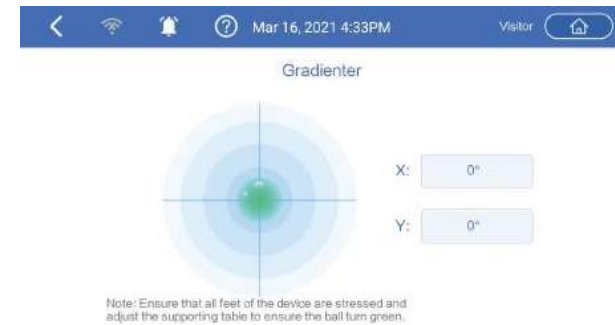 Mar 16, 2021 4:33PM
Visitor
Gradienter
X: 0°
Y: 0°
Note: Ensure that all feet of the device are stressed and
adjust the supporting table to ensure the ball turn green.